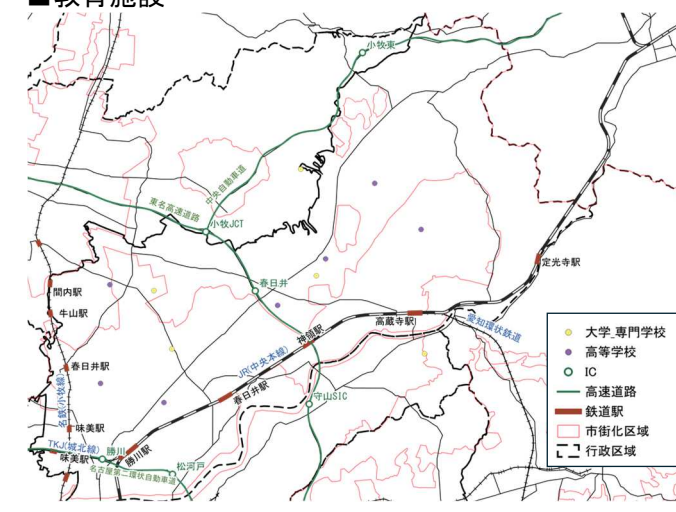 ■教育施設
小牧東
中央自動車道
東名高速道路
小牧JCT
定光寺駅
春日井
間内駅
牛山駅
高蔵寺駅
愛知環状鉄道
神領駅
JR(中央本線)
春日井駅
春日井駅
名鉄(小牧線)
守山SIC
味美駅
TKJ(城北線)
勝川
勝川駅
味美駅
松河戸
名古屋第二環状自動車道
大学_専門学校
高等学校
IC
高速道路
鉄道駅
市街化区域
行政区域